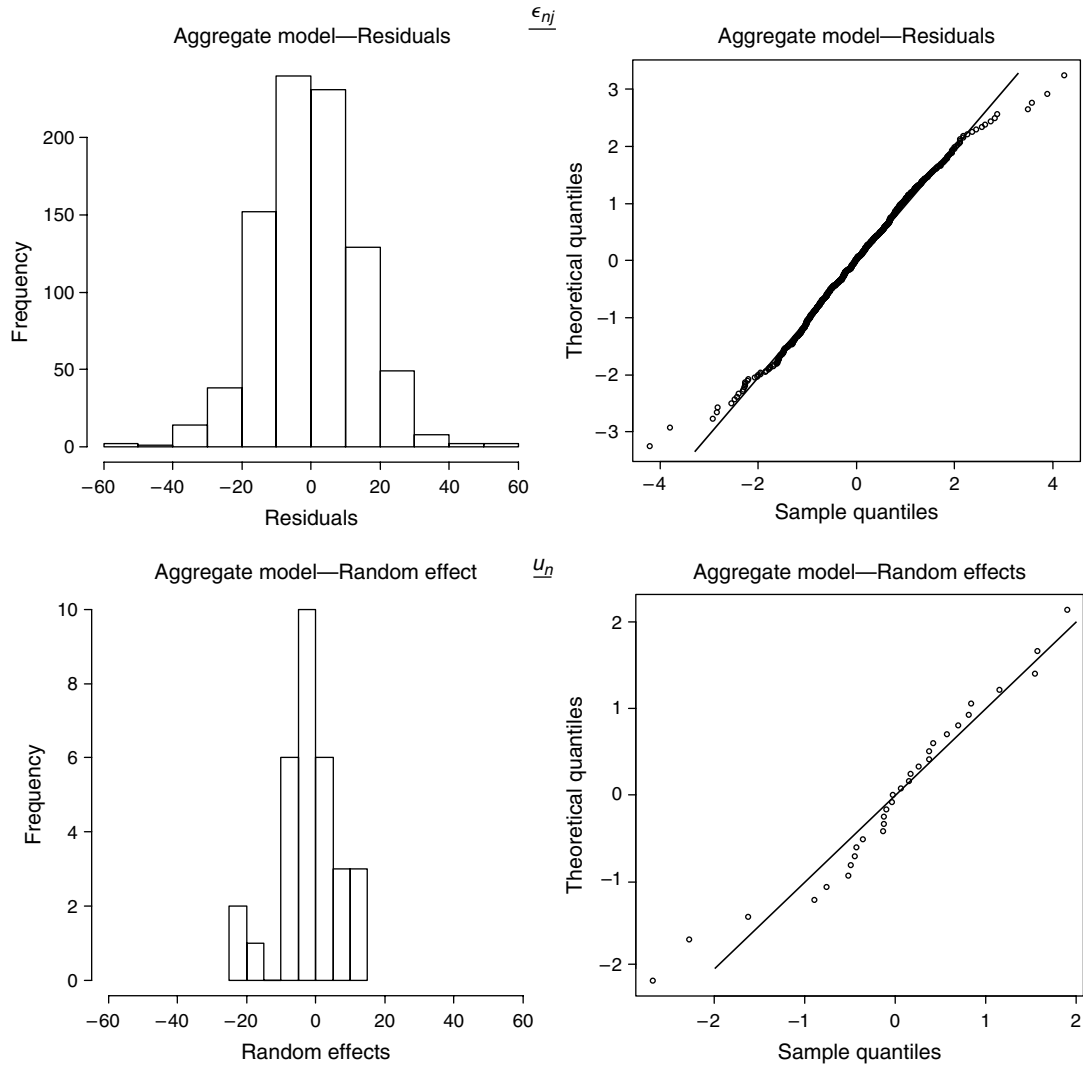 ϵnj
Aggregate model—Residuals
Aggregate model—Residuals
Frequency
200
150
100
50
0
−60 −40 −20 0 20 40 60
Residuals
Theoretical quantiles
3
2
1
0
−1
−2
−3
−4 −2 0 2 4
Sample quantiles
un
Aggregate model—Random effect
Aggregate model—Random effects
Frequency
10
8
6
4
2
0
−60 −40 −20 0 20 40 60
Random effects
Theoretical quantiles
2
1
0
−1
−2
−2 −1 0 1 2
Sample quantiles